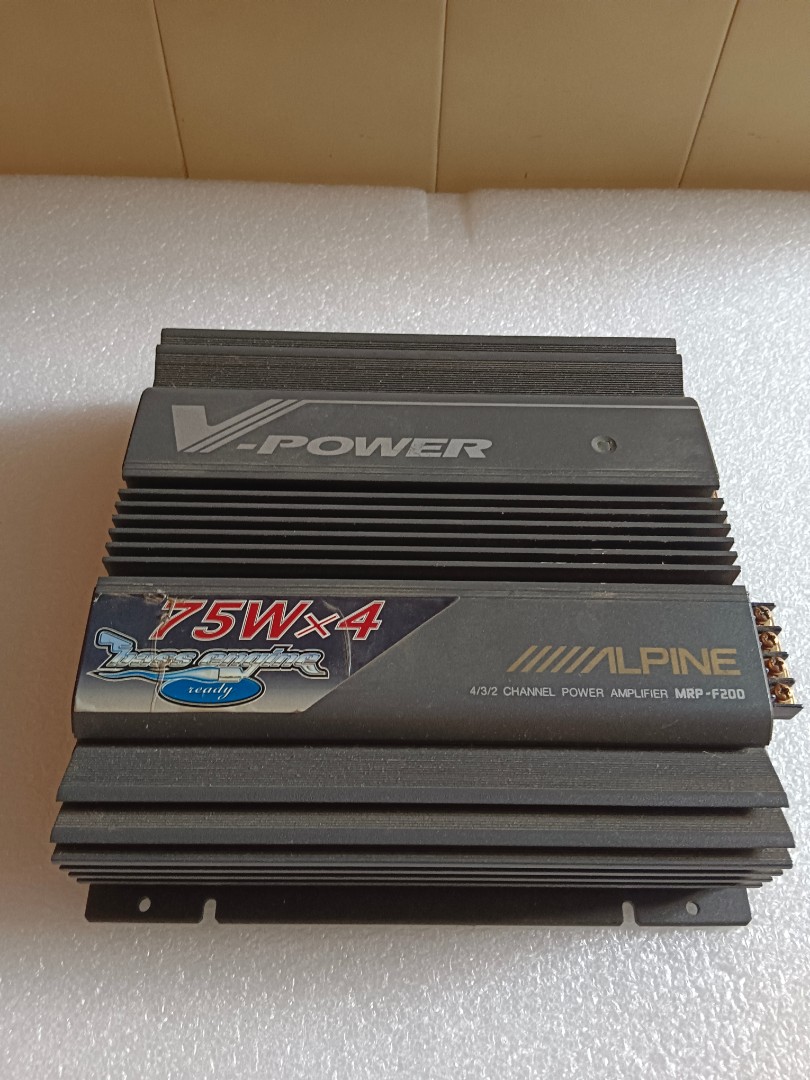 V-POWER
75W×4
bass engine
ready
ALPINE
4/3/2 CHANNEL POWER AMPLIFIER MRP-F200